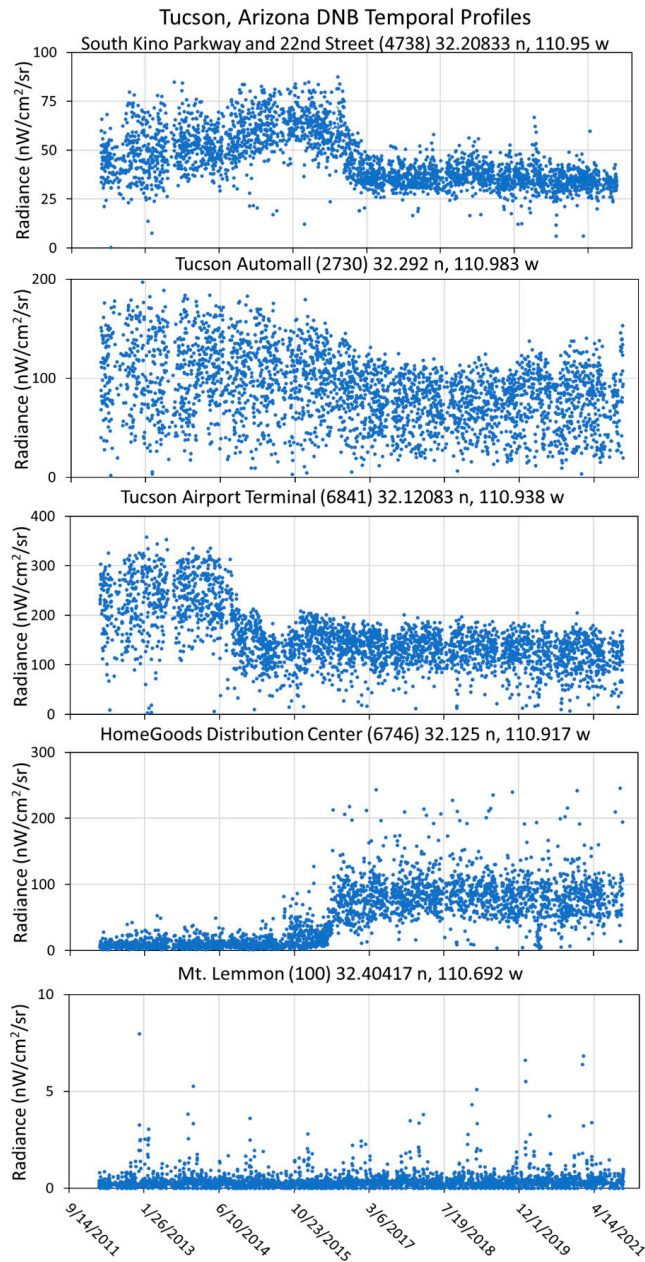 Tucson, Arizona DNB Temporal Profiles
South Kino Parkway and 22nd Street (4738) 32.20833 n, 110.95 w
Radiance (nW/cm²/sr)
100
75
50
25
0
Tucson Automall (2730) 32.292 n, 110.983 w
Radiance (nW/cm²/sr)
200
100
0
Tucson Airport Terminal (6841) 32.12083 n, 110.938 w
Radiance (nW/cm²/sr)
400
300
200
100
0
HomeGoods Distribution Center (6746) 32.125 n, 110.917 w
Radiance (nW/cm²/sr)
300
200
100
0
Mt. Lemmon (100) 32.40417 n, 110.692 w
Radiance (nW/cm²/sr)
10
5
0
9/14/2011
1/26/2013
6/10/2014
10/23/2015
3/6/2017
7/19/2018
12/1/2019
4/14/2021